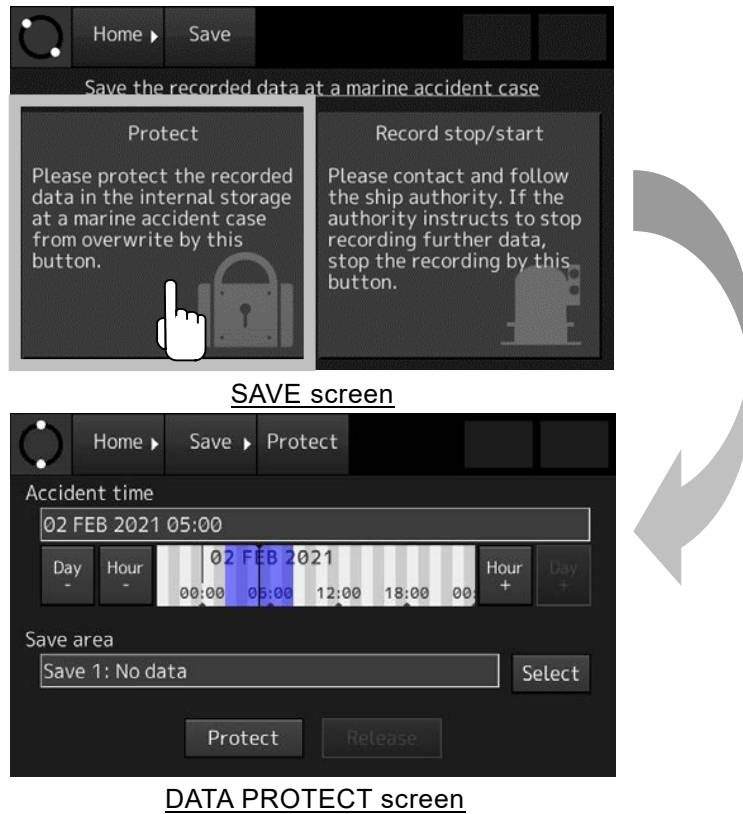 Home Save
Save the recorded data at a marine accident case
Protect
Please protect the recorded
data in the internal storage
at a marine accident case
from overwrite by this
button.
Record stop/start
Please contact and follow
the ship authority. If the
authority instructs to stop
recording further data,
stop the recording by this
button.
SAVE screen
Home Save Protect
Accident time
02 FEB 2021 05:00
Day
-
Hour
-
02 FEB 2021
00:00 06:00 12:00 18:00 00:
Hour
+
Day
+
Save area
Save 1: No data
Select
Protect Release
DATA PROTECT screen